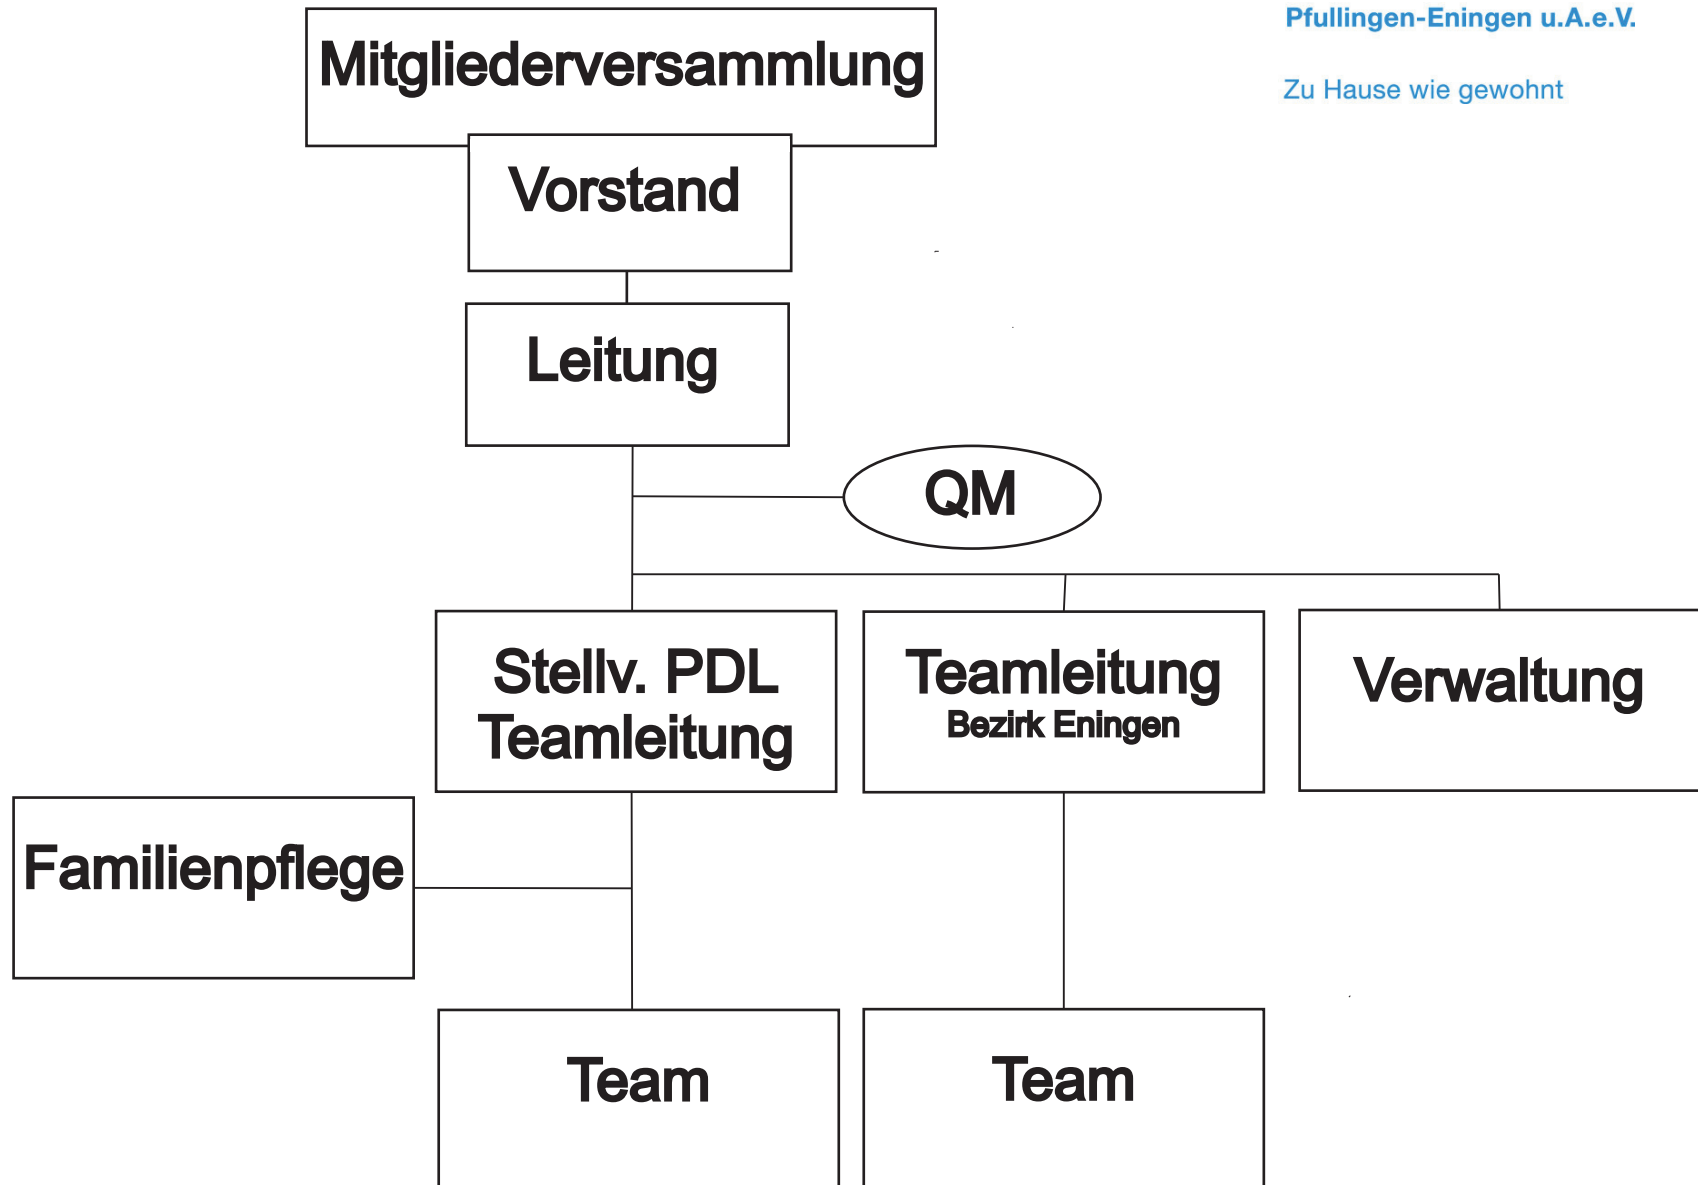 Pfullingen-Eningen u.A.e.V.
Zu Hause wie gewohnt
Mitgliederversammlung
Vorstand
Leitung
QM
Stellv. PDL
Teamleitung
Teamleitung
Bezirk Eningen
Verwaltung
Familienpflege
Team
Team